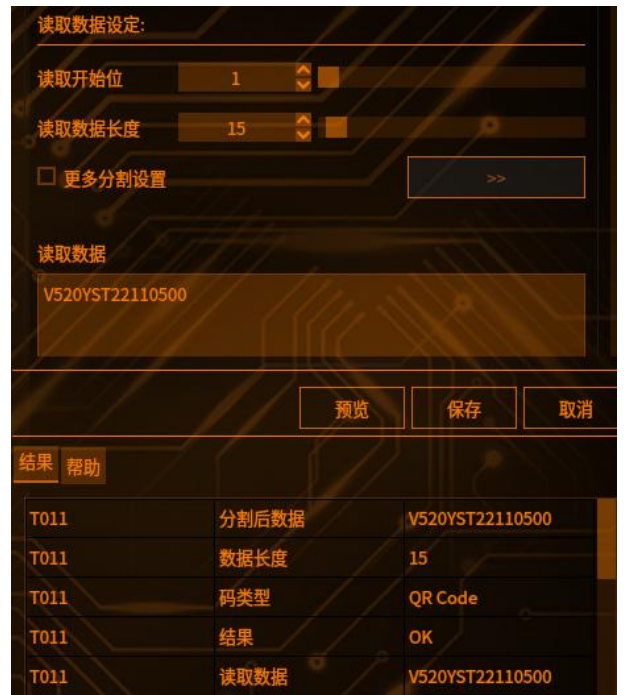 读取数据设定:
读取开始位 1
读取数据长度 15
更多分割设置 >>
读取数据
V520YST22110500
预览 保存 取消
结果 帮助
T011 分割后数据 V520YST22110500
T011 数据长度 15
T011 码类型 QR Code
T011 结果 OK
T011 读取数据 V520YST22110500